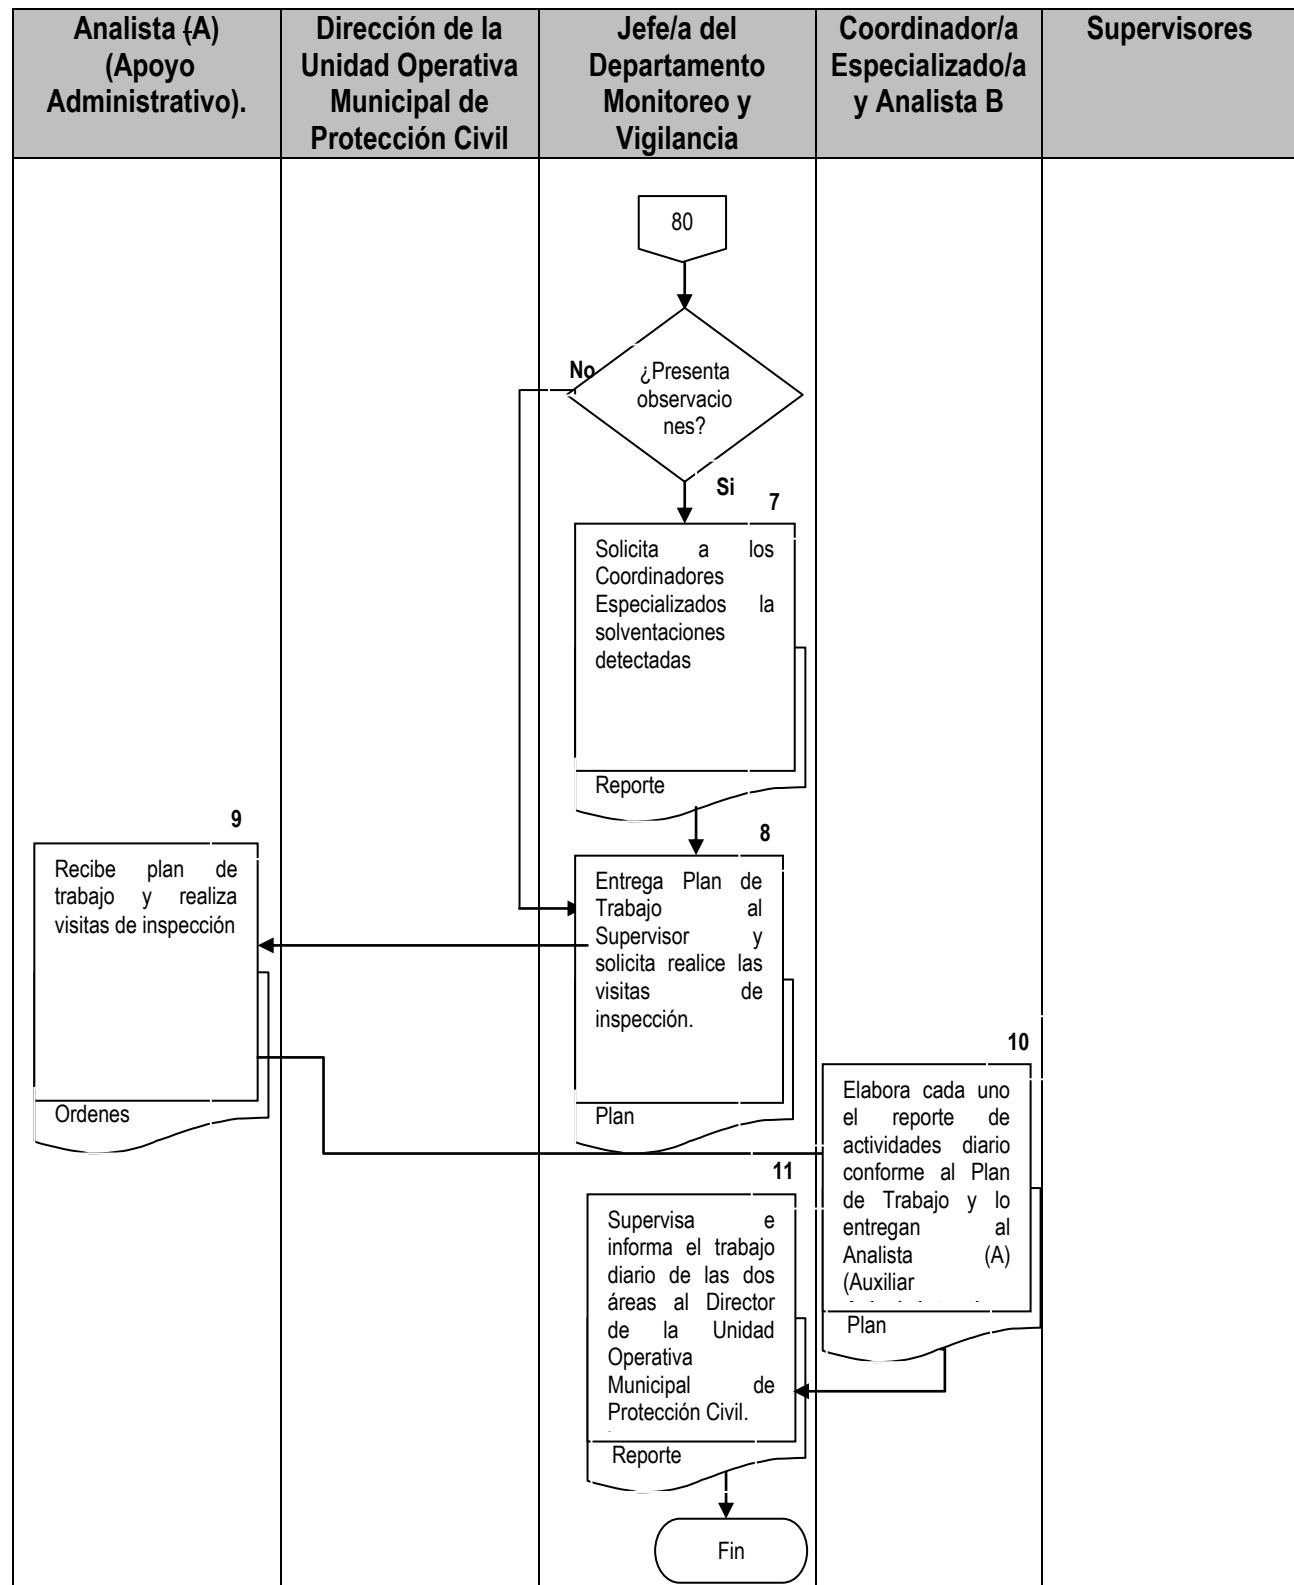 Analista (A)
(Apoyo
Administrativo).
Dirección de la
Unidad Operativa
Municipal de
Protección Civil
Jefe/a del
Departamento
Monitoreo y
Vigilancia
Coordinador/a
Especializado/a
y Analista B
Supervisores
80
¿Presenta
observacio
nes?
No
Si
7
Solicita a los
Coordinadores
Especializados la
solventaciones
detectadas
Reporte
8
Entrega Plan de
Trabajo al
Supervisor y
solicita realice las
visitas de
inspección.
Plan
9
Recibe plan de
trabajo y realiza
visitas de inspección
Ordenes
10
Elabora cada uno
el reporte de
actividades diario
conforme al Plan
de Trabajo y lo
entregan al
Analista (A)
(Auxiliar
Plan
11
Supervisa e
informa el trabajo
diario de las dos
áreas al Director
de la Unidad
Operativa
Municipal de
Protección Civil.
Reporte
Fin